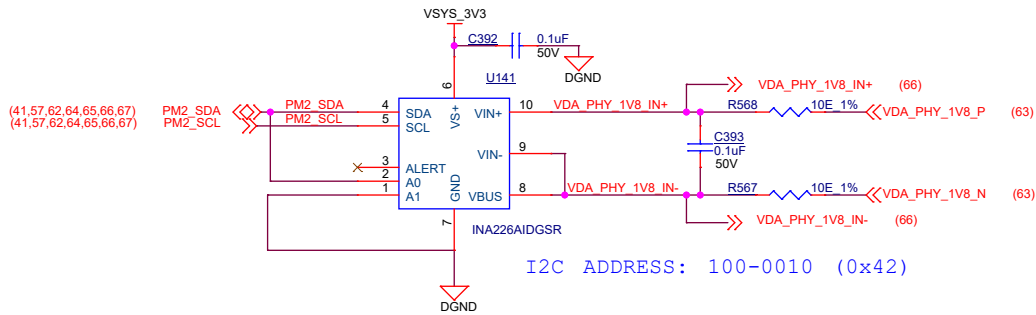 VSYS_3V3
C392
0.1uF
50V
DGND
U141
6
(41,57,62,64,65,66,67) PM2_SDA PM2_SDA 4 SDA VS+ VIN+ 10 VDA_PHY_1V8_IN+
(41,57,62,64,65,66,67) PM2_SCL PM2_SCL 5 SCL
VDA_PHY_1V8_IN+ (66)
R568 10E_1% VDA_PHY_1V8_P (63)
C393
0.1uF
50V
VIN- 9
3 ALERT
2 A0
1 A1
GND
VBUS 8 VDA_PHY_1V8_IN-
R567 10E_1% VDA_PHY_1V8_N (63)
VDA_PHY_1V8_IN- (66)
7
INA226AIDGSR
I2C ADDRESS: 100-0010 (0x42)
DGND